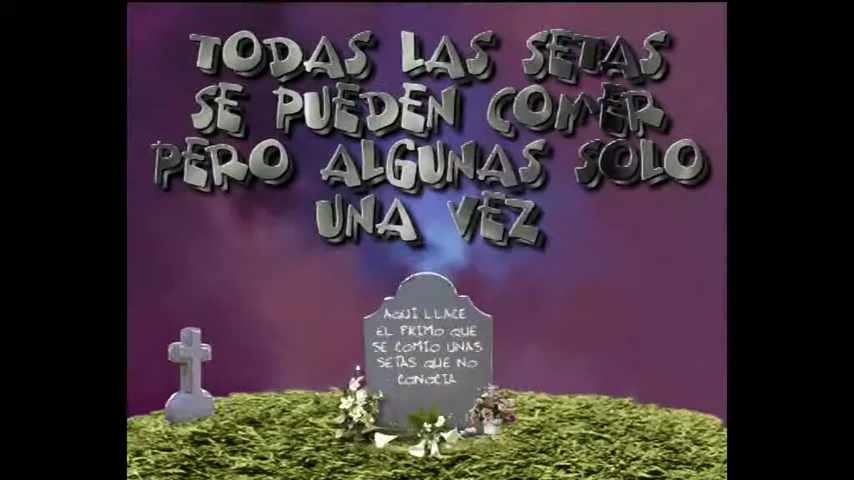 TODAS LAS SETAS
SE PUEDEN COMER
PERO ALGUNAS SOLO
UNA VEZ
AQUI LLACE
EL PRIMO QUE
SE COMIO UNAS
SETAS QUE NO
CONOCIA